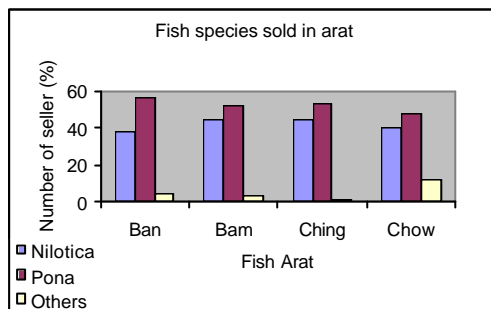 Fish species sold in arat
Number of seller (%)
60
40
20
0
Ban Bam Ching Chow
Fish Arat
Nilotica
Pona
Others